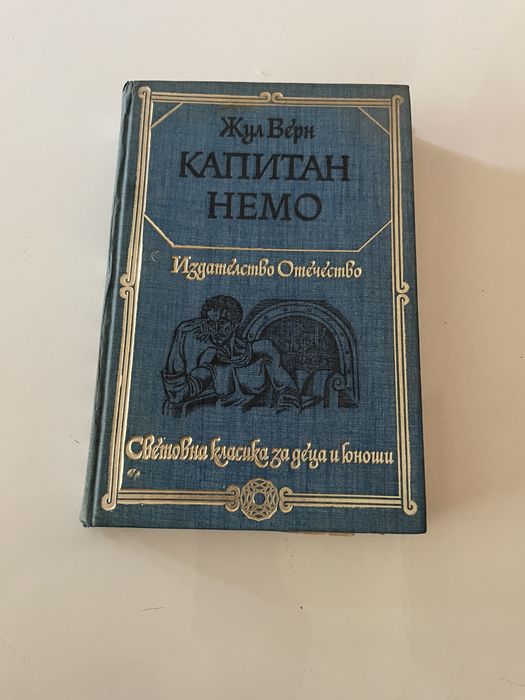 Жул Верн
КАПИТАН
НЕМО
Издателство Отечество
Световна класика за деца и юноши